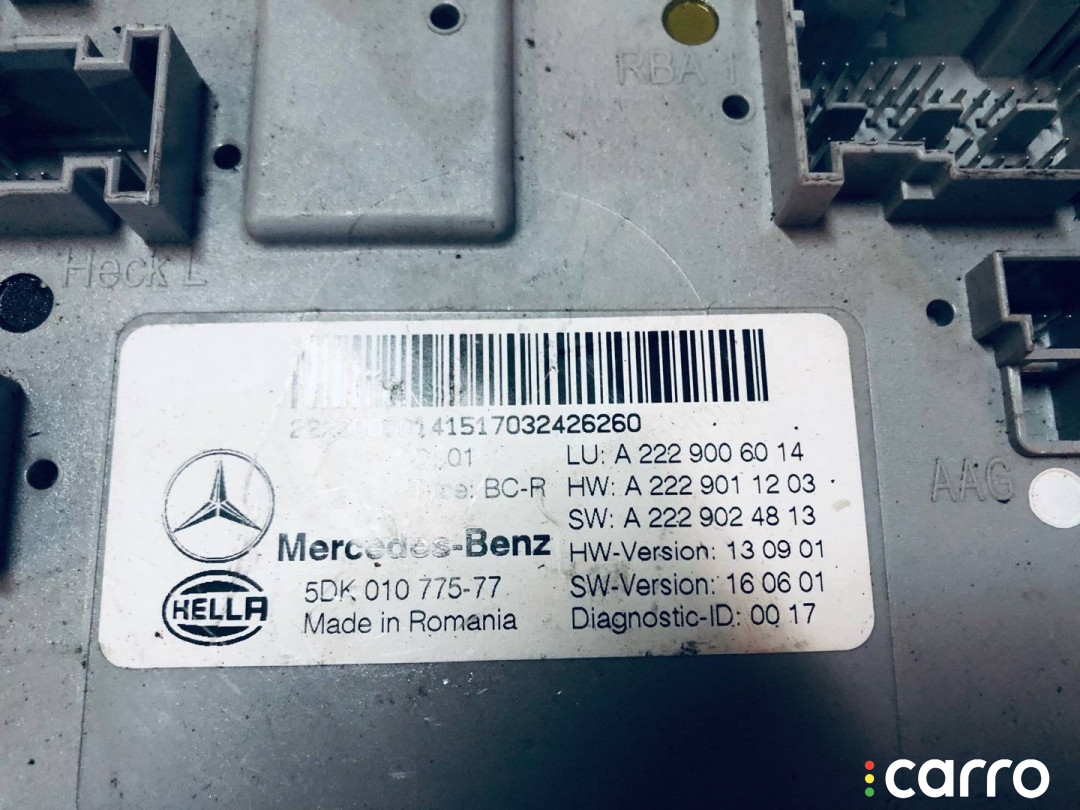 RBA 1
Heck L
AAG
01
BC-R
LU: A 222 900 60 14
HW: A 222 901 12 03
SW: A 222 902 48 13
Mercedes-Benz
HW-Version: 13 09 01
HELLA
5DK 010 775-77
SW-Version: 16 06 01
Made in Romania
Diagnostic-ID: 00 17
carro